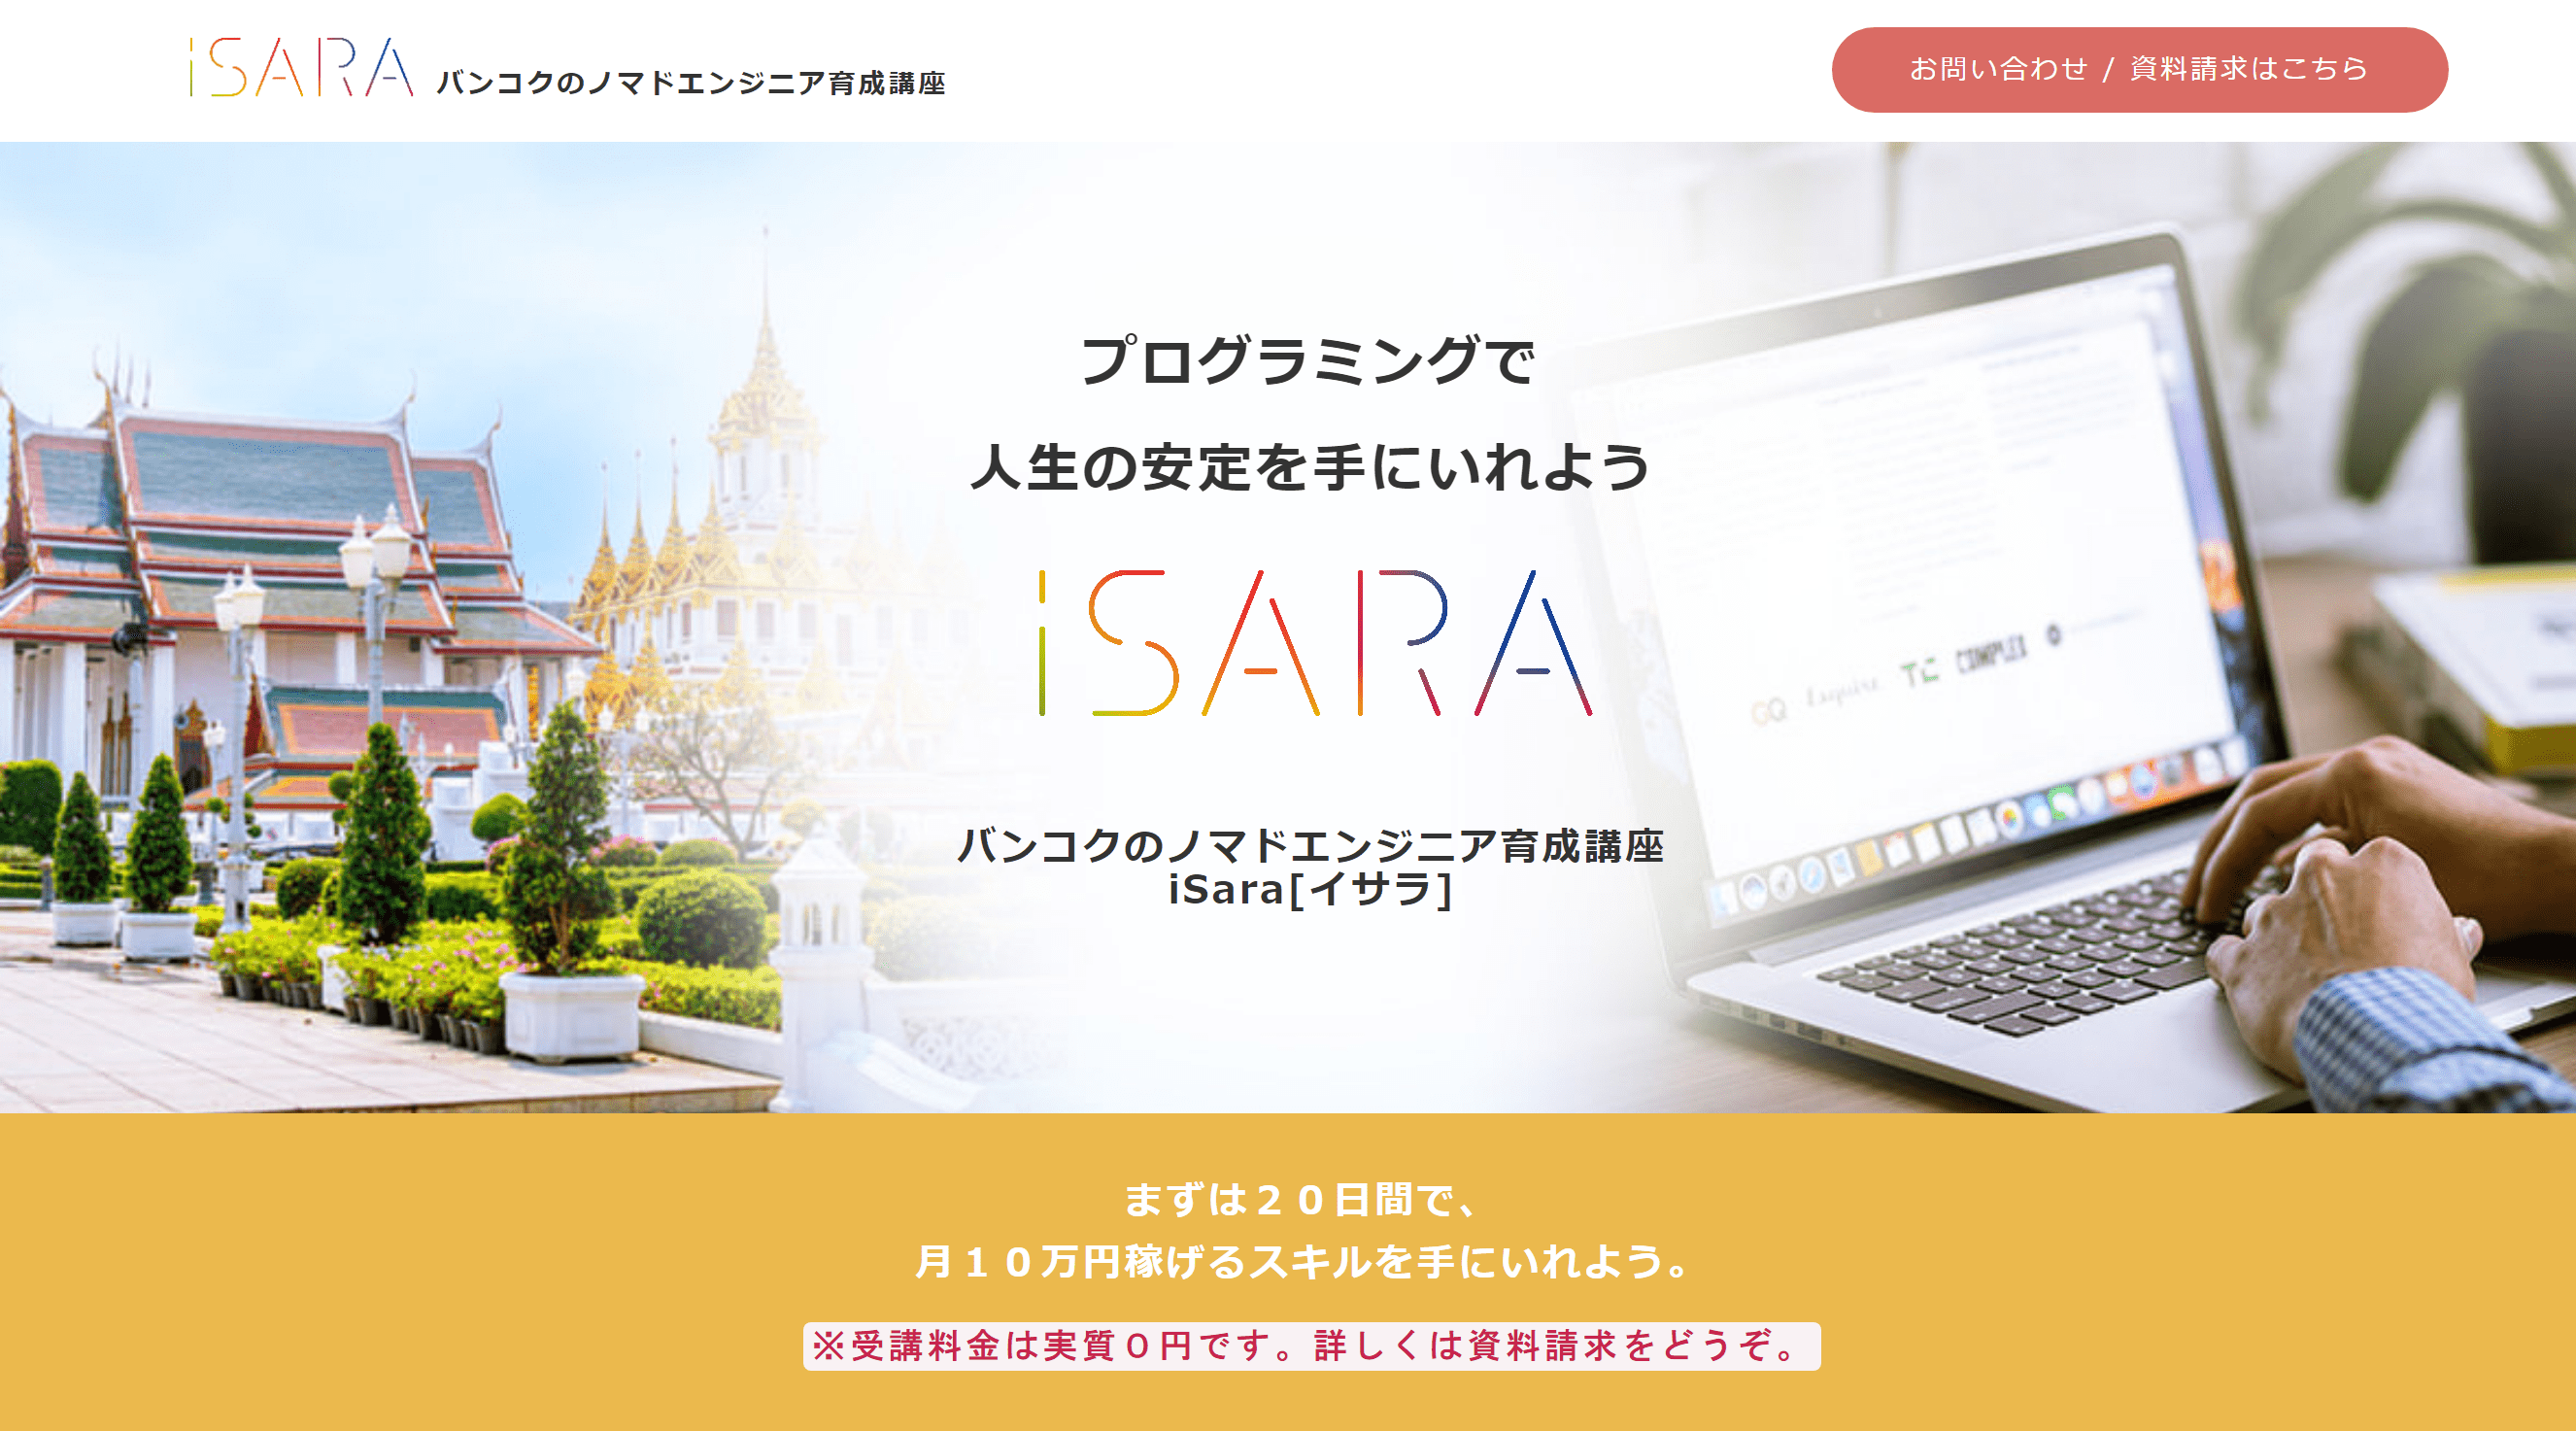 iSARA バンコクのノマドエンジニア育成講座
お問い合わせ / 資料請求はこちら
プログラミングで
人生の安定を手にいれよう
iSARA
バンコクのノマドエンジニア育成講座
iSara[イサラ]
GQ Esquire TC COMPLEX
まずは２０日間で、
月１０万円稼げるスキルを手にいれよう。
※受講料金は実質０円です。詳しくは資料請求をどうぞ。